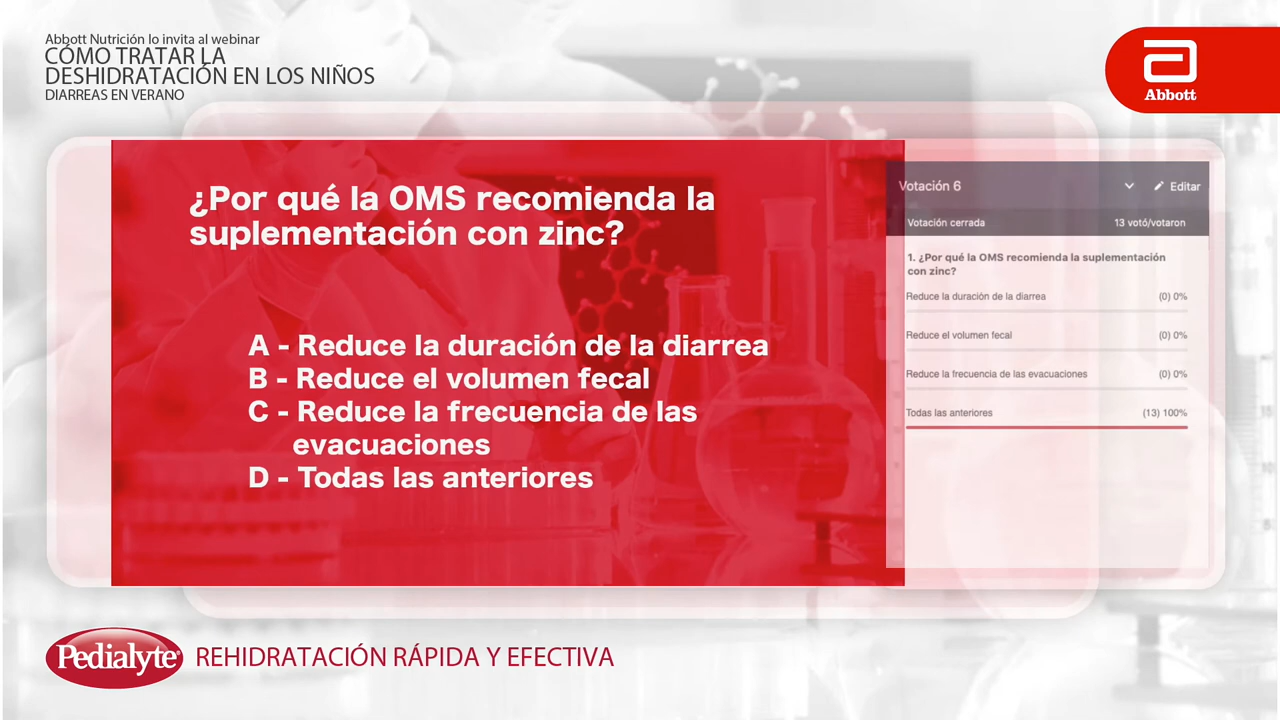 Abbott Nutrición lo invita al webinar
CÓMO TRATAR LA
DESHIDRATACIÓN EN LOS NIÑOS
DIARREAS EN VERANO
Abbott
¿Por qué la OMS recomienda la
suplementación con zinc?
A - Reduce la duración de la diarrea
B - Reduce el volumen fecal
C - Reduce la frecuencia de las
evacuaciones
D - Todas las anteriores
Votación 6
Editar
Votación cerrada 13 votó/votaron
1. ¿Por qué la OMS recomienda la suplementación
con zinc?
Reduce la duración de la diarrea (0) 0%
Reduce el volumen fecal (0) 0%
Reduce la frecuencia de las evacuaciones (0) 0%
Todas las anteriores (13) 100%
Pedialyte® REHIDRATACIÓN RÁPIDA Y EFECTIVA